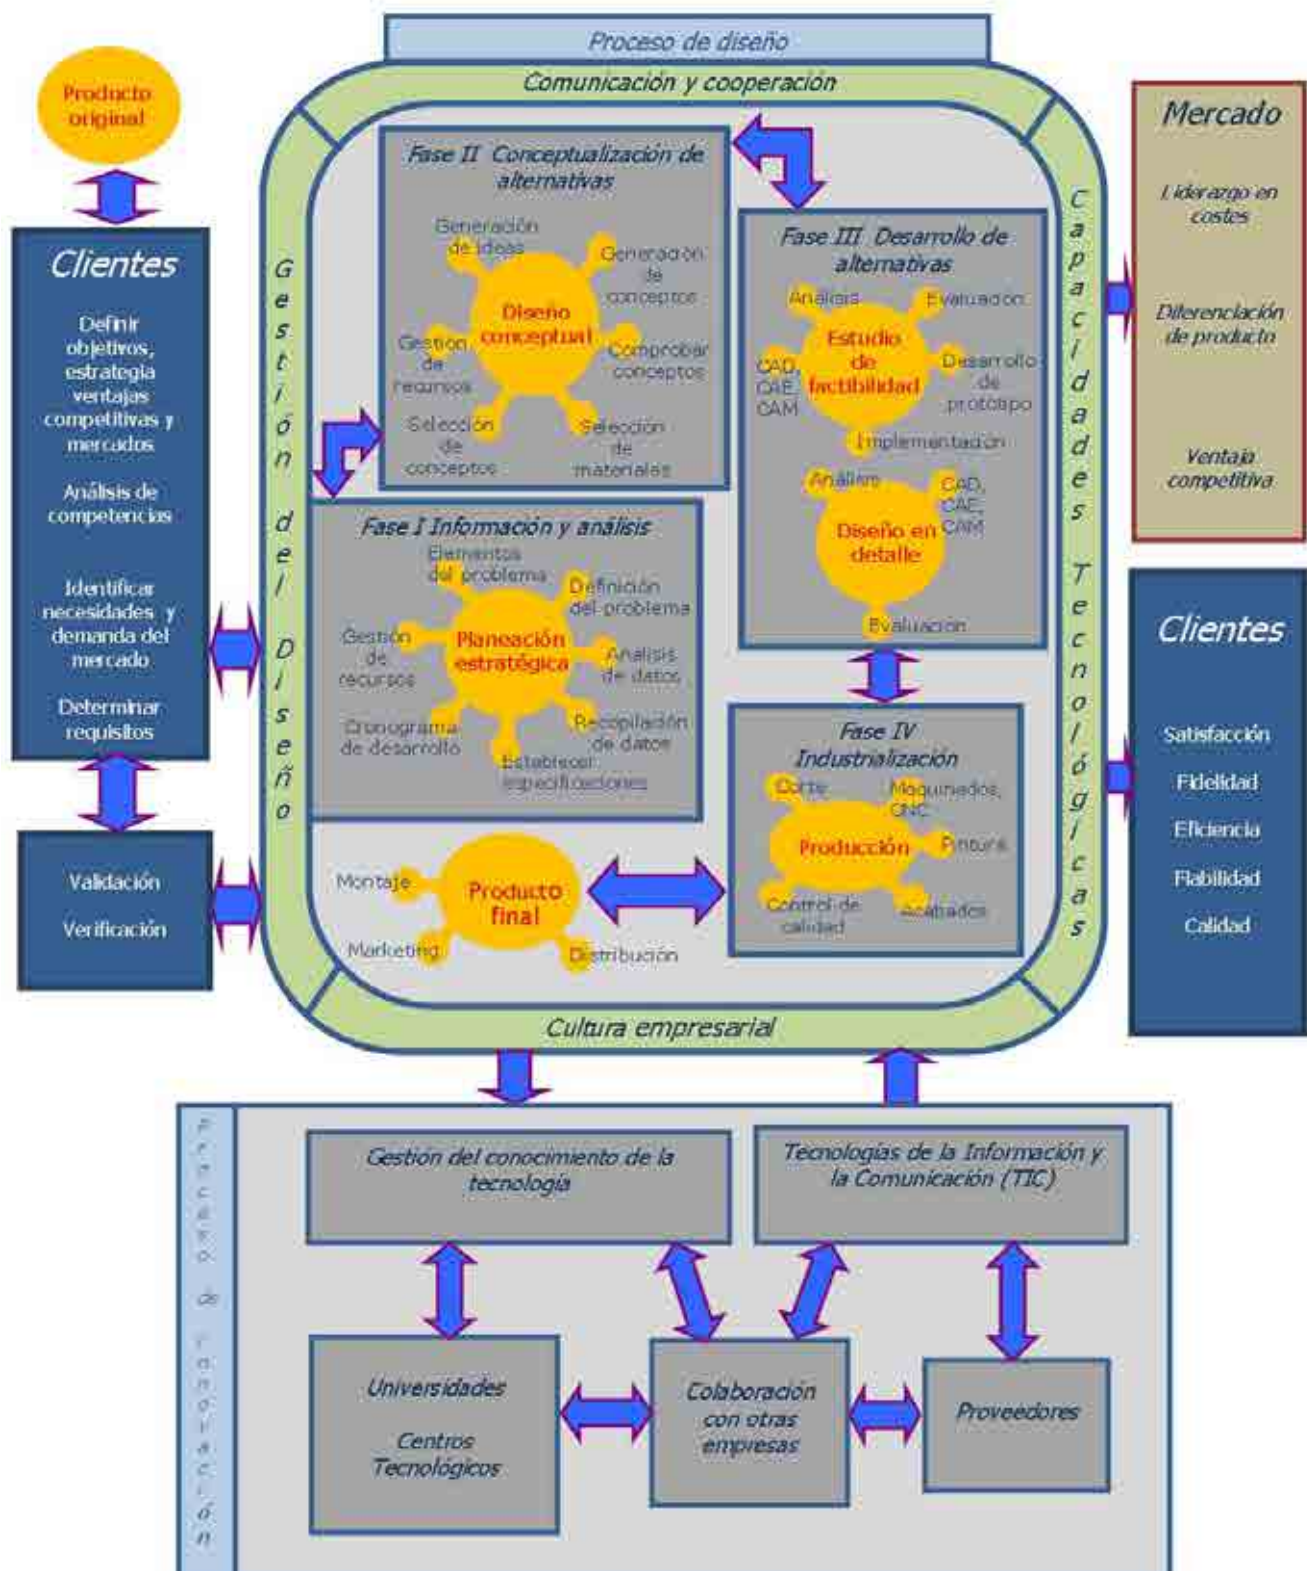 Proceso de diseño
Comunicación y cooperación
Producto
original
Clientes
Definir
objetivos,
estrategia
ventajas
competitivas y
mercados
Análisis de
competencias
Identificar
necesidades y
demanda del
mercado
Determinar
requisitos
Validación
Verificación
Gestión del Diseño
Fase II Conceptualización de
alternativas
Generación
de ideas
Generación
de
conceptos
Diseño
conceptual
Gestión
de
recursos
Comprobar
conceptos
Selección
de
conceptos
Selección
de
materiales
Fase I Información y análisis
Elementos
del problema
Definición
del problema
Gestión
de
recursos
Planeación
estratégica
Análisis
de datos
Cronograma
de desarrollo
Recopilación
de datos
Establecer
especificaciones
Fase III Desarrollo de
alternativas
Análisis
Evaluación
Estudio
de
factibilidad
CAD,
CAE,
CAM
Desarrollo
de
prototipo
Implementación
Análisis
CAD,
CAE,
CAM
Diseño en
detalle
Evaluación
Fase IV
Industrialización
Corte
Maquinados,
CNC
Producción
Pintura
Control de
calidad
Acabados
Montaje
Producto
final
Marketing
Distribución
Capacidades Tecnológicas
Cultura empresarial
Mercado
Liderazgo en
costes
Diferenciación
de producto
Ventaja
competitiva
Clientes
Satisfacción
Fidelidad
Eficiencia
Fiabilidad
Calidad
Proceso de innovación
Gestión del conocimiento de la
tecnología
Tecnologías de la Información y
la Comunicación (TIC)
Universidades
Centros
Tecnológicos
Colaboración
con otras
empresas
Proveedores